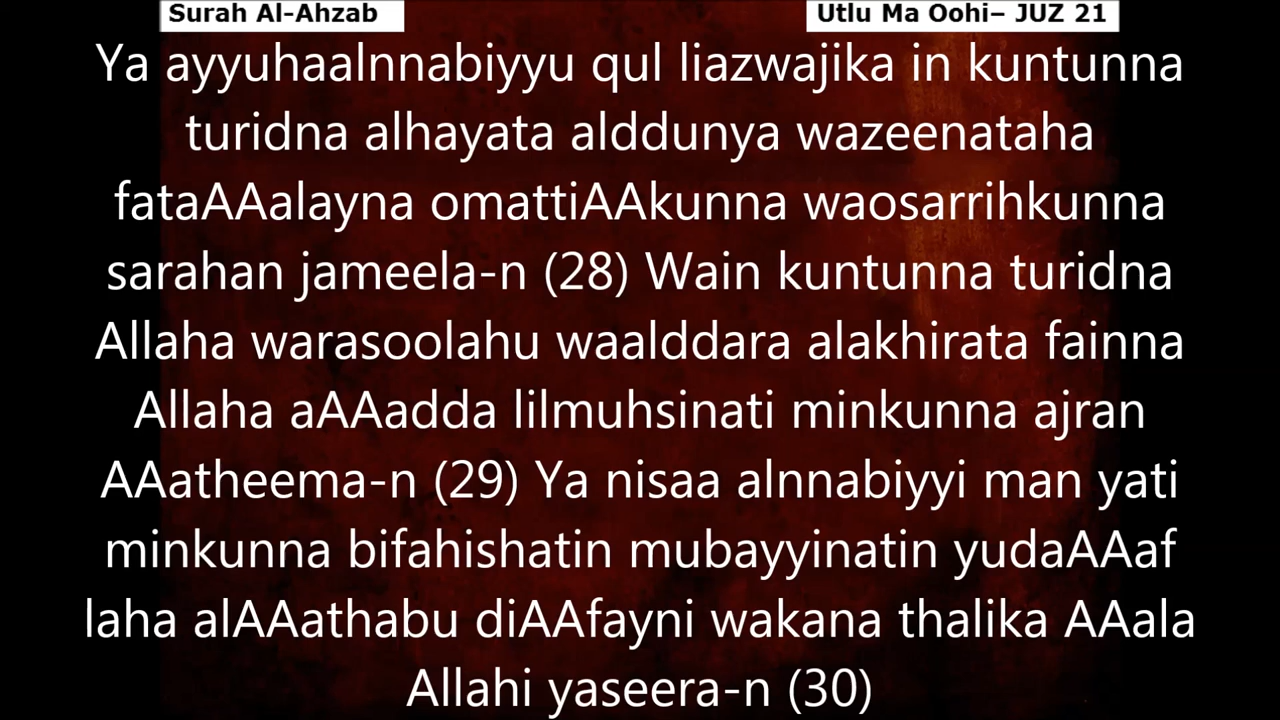 Surah Al-Ahzab
Utlu Ma Oohi– JUZ 21
Ya ayyuhaalnnabiyyu qul liazwajika in kuntunna
turidna alhayata alddunya wazeenataha
fataAAalayna omattiAAkunna waosarrihkunna
sarahan jameela-n (28) Wain kuntunna turidna
Allaha warasoolahu waalddara alakhirata fainna
Allaha aAAadda lilmuhsinati minkunna ajran
AAatheema-n (29) Ya nisaa alnnabiyyi man yati
minkunna bifahishatin mubayyinatin yudaAAaf
laha alAAathabu diAAfayni wakana thalika AAala
Allahi yaseera-n (30)